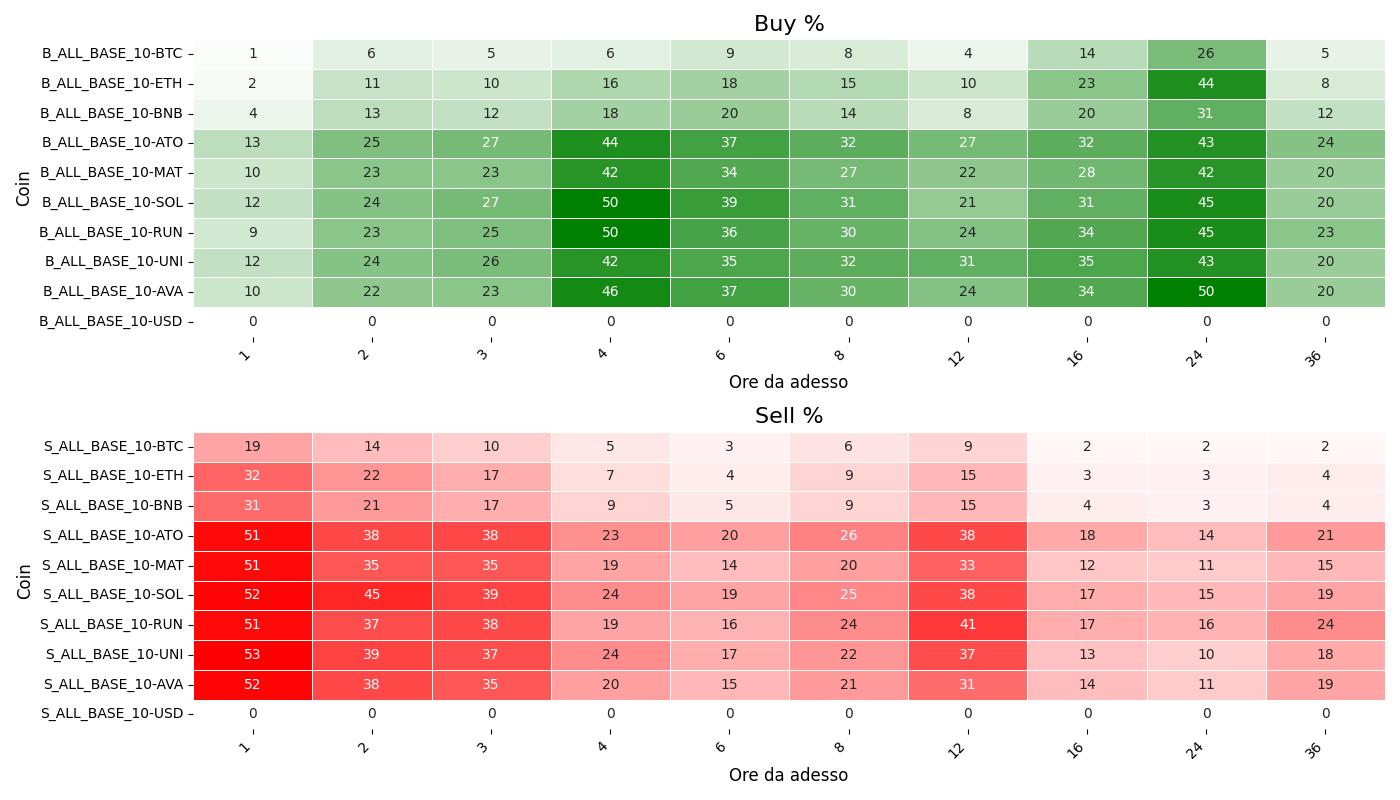 Buy %
Coin
B_ALL_BASE_10-BTC 1 6 5 6 9 8 4 14 26 5
B_ALL_BASE_10-ETH 2 11 10 16 18 15 10 23 44 8
B_ALL_BASE_10-BNB 4 13 12 18 20 14 8 20 31 12
B_ALL_BASE_10-ATO 13 25 27 44 37 32 27 32 43 24
B_ALL_BASE_10-MAT 10 23 23 42 34 27 22 28 42 20
B_ALL_BASE_10-SOL 12 24 27 50 39 31 21 31 45 20
B_ALL_BASE_10-RUN 9 23 25 50 36 30 24 34 45 23
B_ALL_BASE_10-UNI 12 24 26 42 35 32 31 35 43 20
B_ALL_BASE_10-AVA 10 22 23 46 37 30 24 34 50 20
B_ALL_BASE_10-USD 0 0 0 0 0 0 0 0 0 0
1 2 3 4 6 8 12 16 24 36
Ore da adesso
Sell %
Coin
S_ALL_BASE_10-BTC 19 14 10 5 3 6 9 2 2 2
S_ALL_BASE_10-ETH 32 22 17 7 4 9 15 3 3 4
S_ALL_BASE_10-BNB 31 21 17 9 5 9 15 4 3 4
S_ALL_BASE_10-ATO 51 38 38 23 20 26 38 18 14 21
S_ALL_BASE_10-MAT 51 35 35 19 14 20 33 12 11 15
S_ALL_BASE_10-SOL 52 45 39 24 19 25 38 17 15 19
S_ALL_BASE_10-RUN 51 37 38 19 16 24 41 17 16 24
S_ALL_BASE_10-UNI 53 39 37 24 17 22 37 13 10 18
S_ALL_BASE_10-AVA 52 38 35 20 15 21 31 14 11 19
S_ALL_BASE_10-USD 0 0 0 0 0 0 0 0 0 0
1 2 3 4 6 8 12 16 24 36
Ore da adesso